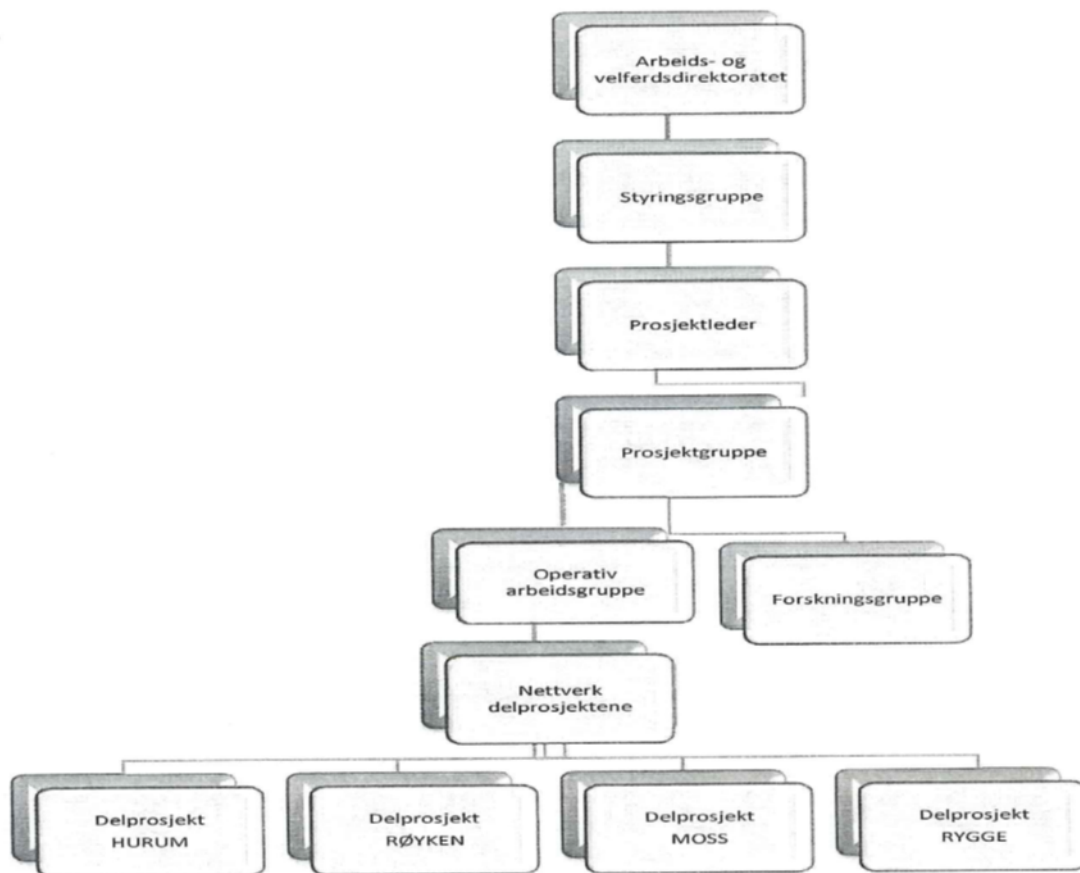 Arbeids- og
velferdsdirektoratet
Styringsgruppe
Prosjektleder
Prosjektgruppe
Operativ
arbeidsgruppe
Forskningsgruppe
Nettverk
delprosjektene
Delprosjekt
HURUM
Delprosjekt
RØYKEN
Delprosjekt
MOSS
Delprosjekt
RYGGE